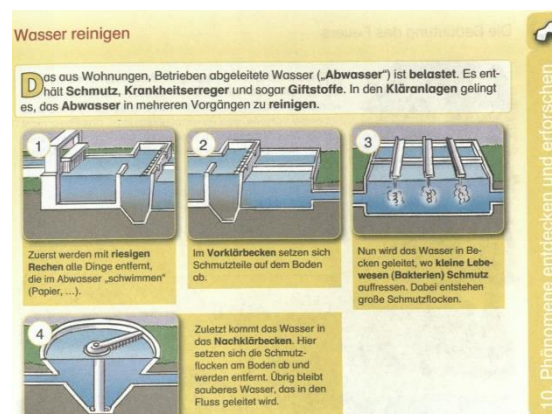 Wasser reinigen
Das aus Wohnungen, Betrieben abgeleitete Wasser („Abwasser“) ist belastet. Es ent-
hält Schmutz, Krankheitserreger und sogar Giftstoffe. In den Kläranlagen gelingt
es, das Abwasser in mehreren Vorgängen zu reinigen.
1
Zuerst werden mit riesigen
Rechen alle Dinge entfernt,
die im Abwasser „schwimmen“
(Papier, ...).
2
Im Vorklärbecken setzen sich
Schmutzteile auf dem Boden
ab.
3
Nun wird das Wasser in Be-
cken geleitet, wo kleine Lebe-
wesen (Bakterien) Schmutz
auffressen. Dabei entstehen
große Schmutzflocken.
4
Zuletzt kommt das Wasser in
das Nachklärbecken. Hier
setzen sich die Schmutz-
flocken am Boden ab und
werden entfernt. Übrig bleibt
sauberes Wasser, das in den
Fluss geleitet wird.
10 Phänomene entdecken und erforschen